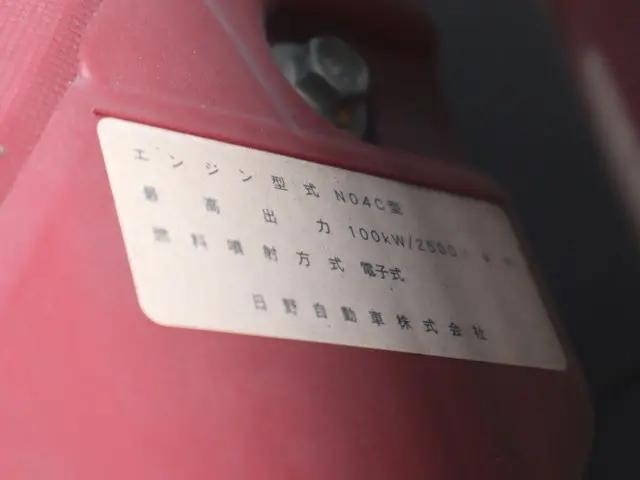 エンジン型式 N04C型
最高出力 100kW/2500
燃料噴射方式 電子式
日野自動車株式会社